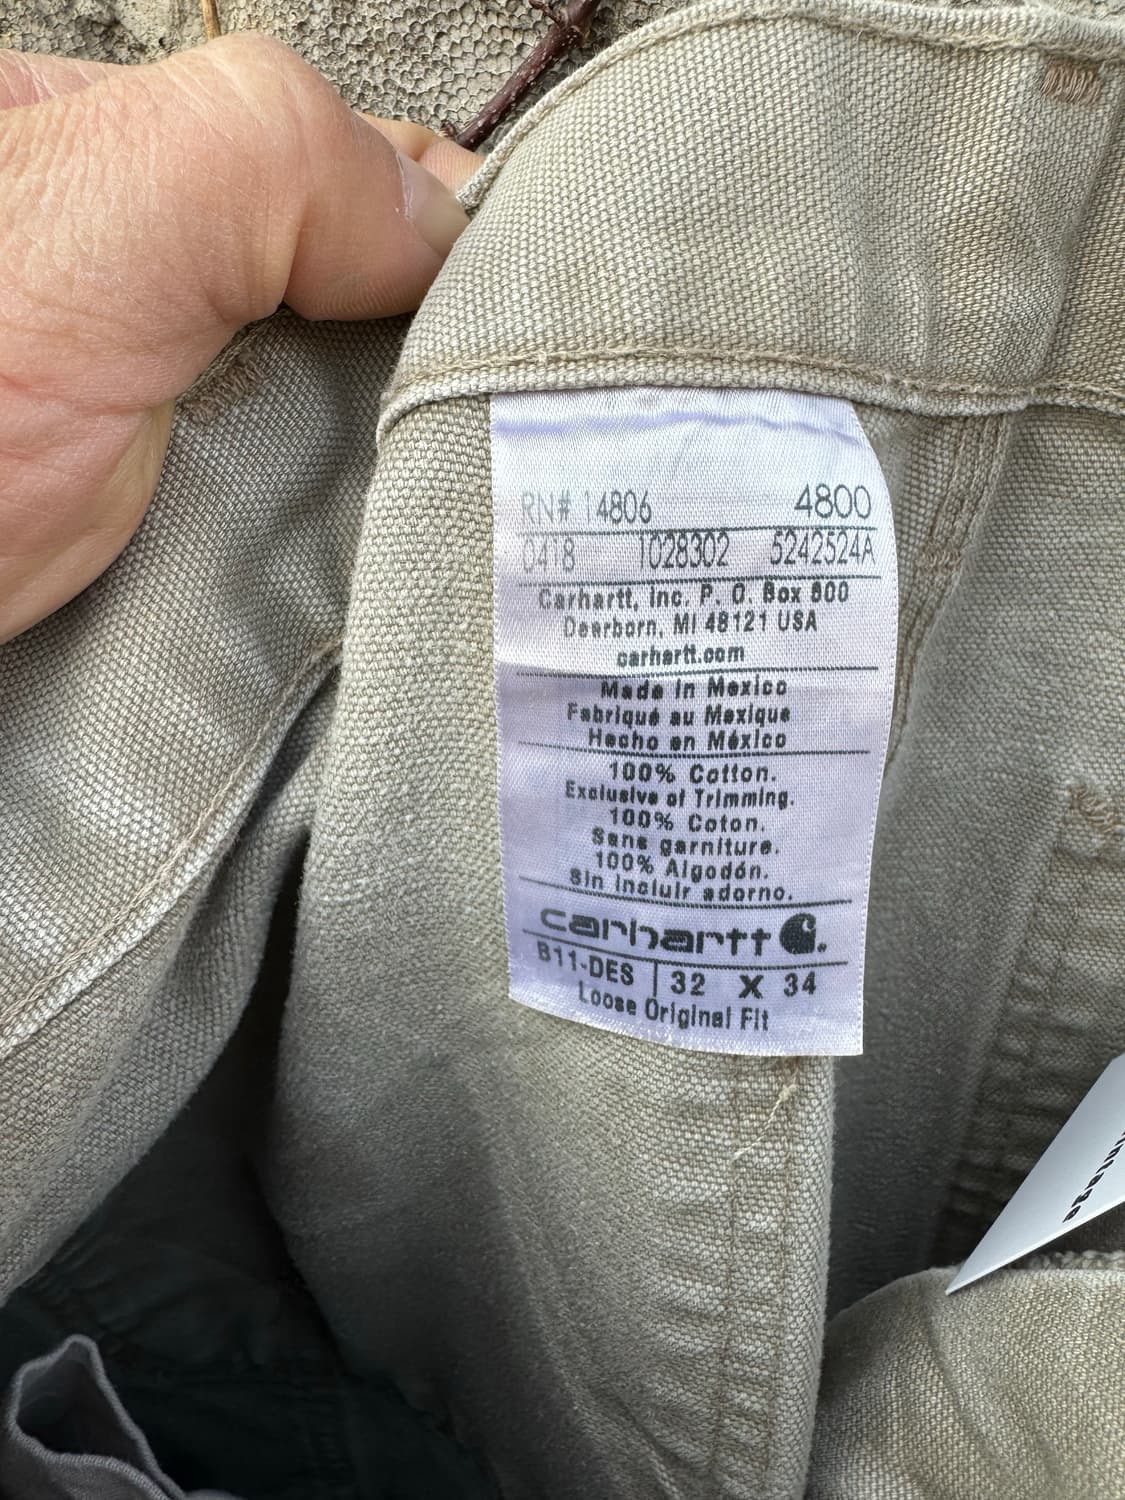 RN# 14806 4800
0418 1028302 5242524A
Carhartt, Inc. P. O. Box 600
Dearborn, MI 48121 USA
carhartt.com
Made in Mexico
Fabriqué au Mexique
Hecho en México
100% Cotton.
Exclusive of Trimming.
100% Coton.
Sans garniture.
100% Algodón.
Sin incluir adorno.
carhartt
B11-DES 32 X 34
Loose Original Fit